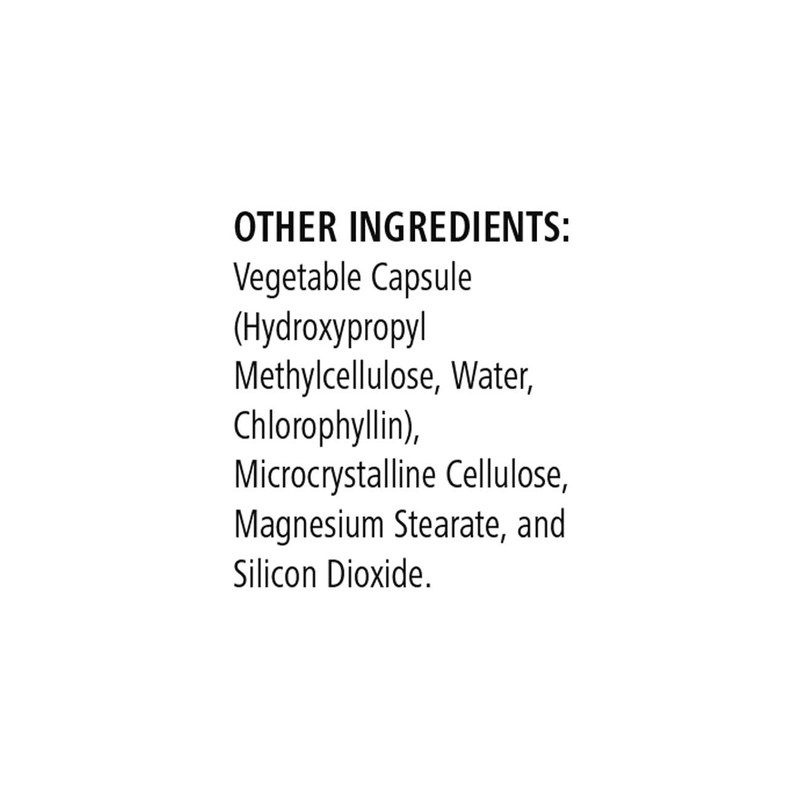 OTHER INGREDIENTS:
Vegetable Capsule
(Hydroxypropyl
Methylcellulose, Water,
Chlorophyllin),
Microcrystalline Cellulose,
Magnesium Stearate, and
Silicon Dioxide.